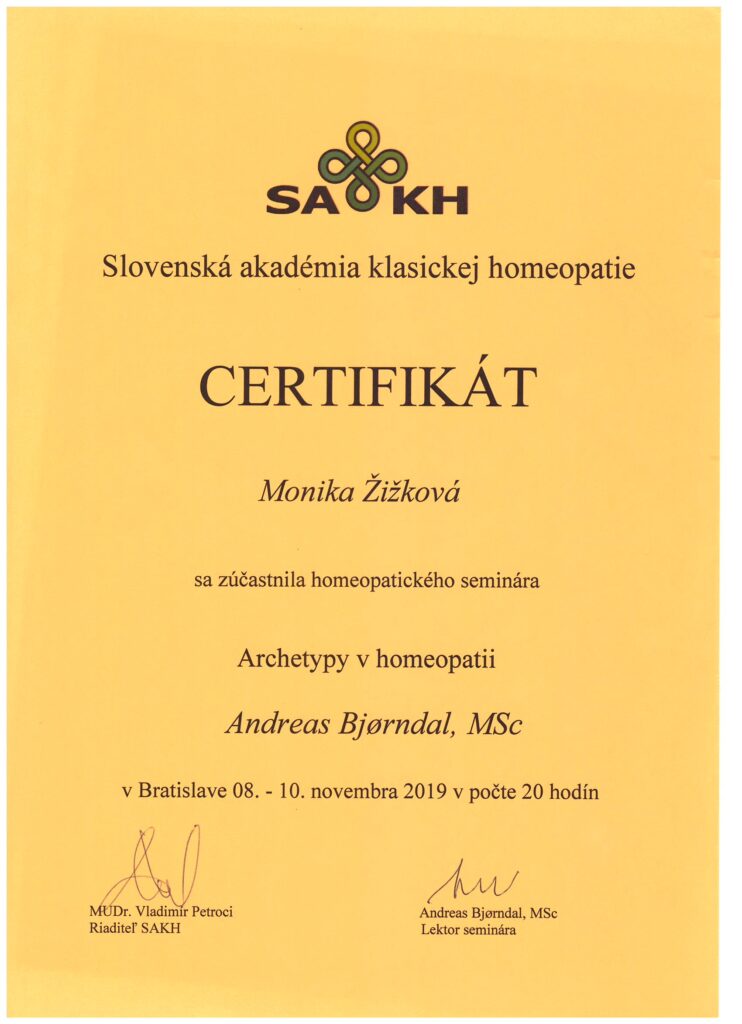 SAKH
Slovenská akadémia klasickej homeopatie
CERTIFIKÁT
Monika Žižková
sa zúčastnila homeopatického seminára
Archetypy v homeopatii
Andreas Bjørndal, MSc
v Bratislave 08. - 10. novembra 2019 v počte 20 hodín
MUDr. Vladimír Petroci
Riaditeľ SAKH
Andreas Bjørndal, MSc
Lektor seminára